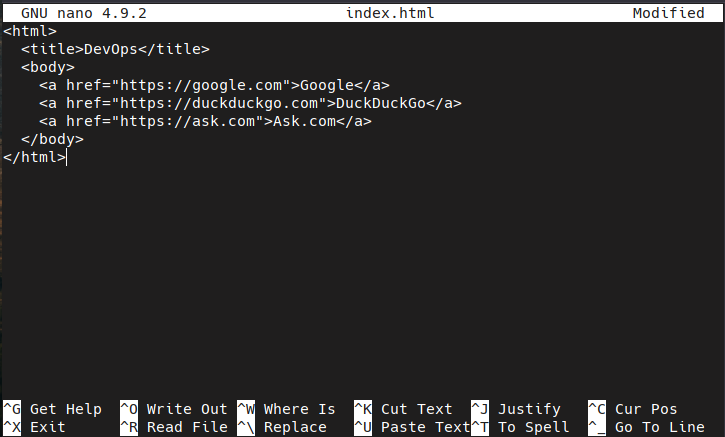 GNU nano 4.9.2 index.html Modified
<html>
  <title>DevOps</title>
  <body>
    <a href="https://google.com">Google</a>
    <a href="https://duckduckgo.com">DuckDuckGo</a>
    <a href="https://ask.com">Ask.com</a>
  </body>
</html>
^G Get Help ^O Write Out ^W Where Is ^K Cut Text ^J Justify ^C Cur Pos
^X Exit ^R Read File ^\ Replace ^U Paste Text ^T To Spell ^_ Go To Line